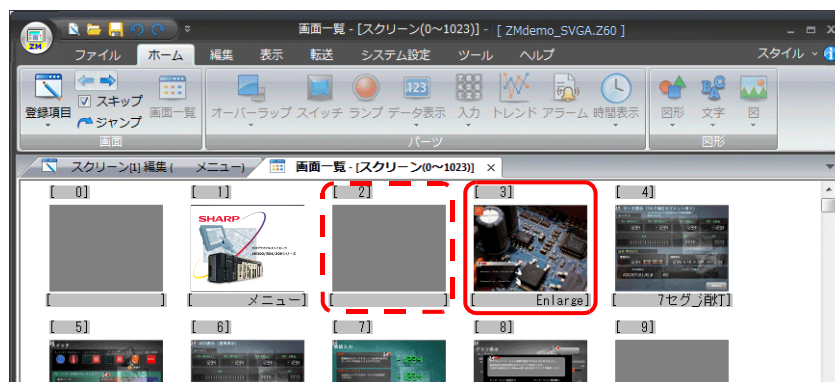 画面一覧 - [スクリーン(0～1023)] - [ ZMdemo_SVGA.Z60 ]
ZM
ファイル ホーム 編集 表示 転送 システム設定 ツール ヘルプ スタイル
登録項目 スキップ ジャンプ 画面一覧 オーバーラップ スイッチ ランプ 123 データ表示 入力 トレンド アラーム 時間表示 図形 文字 図
画面 パーツ 図形
スクリーン[1] 編集 ( メニュー) 画面一覧 - [スクリーン(0～1023)] ×
[ 0] [ 1] [ 2] [ 3] [ 4]
SHARP
[ ] [ メニュー] [ ] [ Enlarge] [ 7セグ_消灯]
[ 5] [ 6] [ 7] [ 8] [ 9]